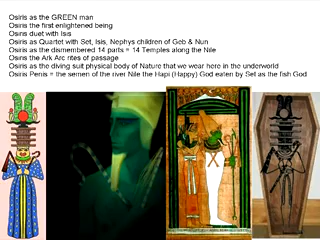 Osiris as the GREEN man
Osiris the first enlightened being
Osiris duet with Isis
Osiris as Quartet with Set, Isis, Nephys children of Geb & Nun
Osiris as the dismembered 14 parts = 14 Temples along the Nile
Osiris the Ark Arc rites of passage
Osiris as the diving suit physical body of Nature that we wear here in the underworld
Osiris Penis = the semen of the river Nile the Hapi (Happy) God eaten by Set as the fish God